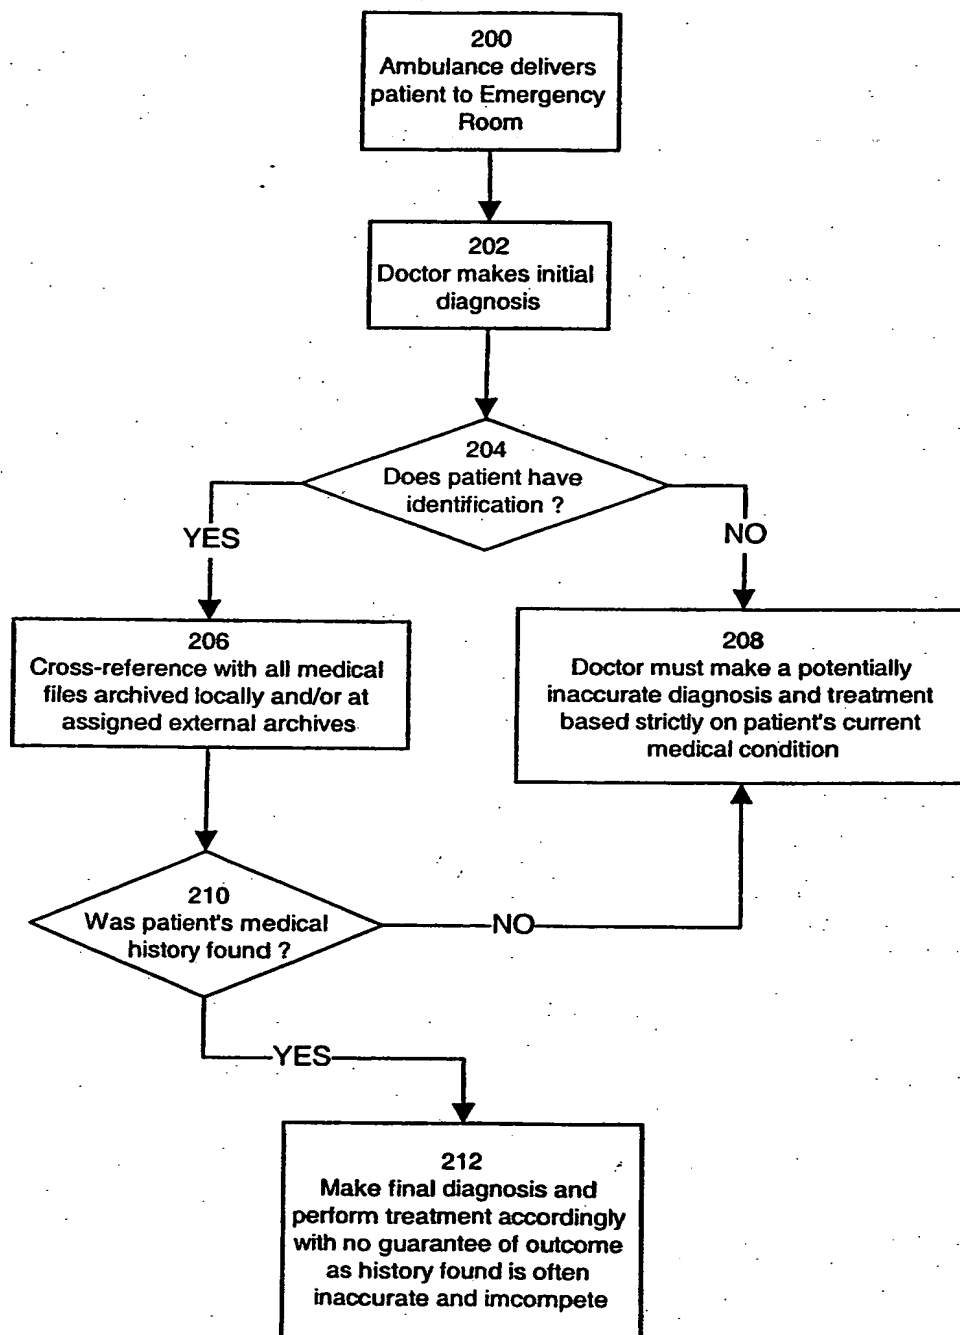 200
Ambulance delivers
patient to Emergency
Room
202
Doctor makes initial
diagnosis
204
Does patient have
identification ?
YES
NO
206
Cross-reference with all medical
files archived locally and/or at
assigned external archives
208
Doctor must make a potentially
inaccurate diagnosis and treatment
based strictly on patient's current
medical condition
210
Was patient's medical
history found ?
NO
YES
212
Make final diagnosis and
perform treatment accordingly
with no guarantee of outcome
as history found is often
inaccurate and imcompete